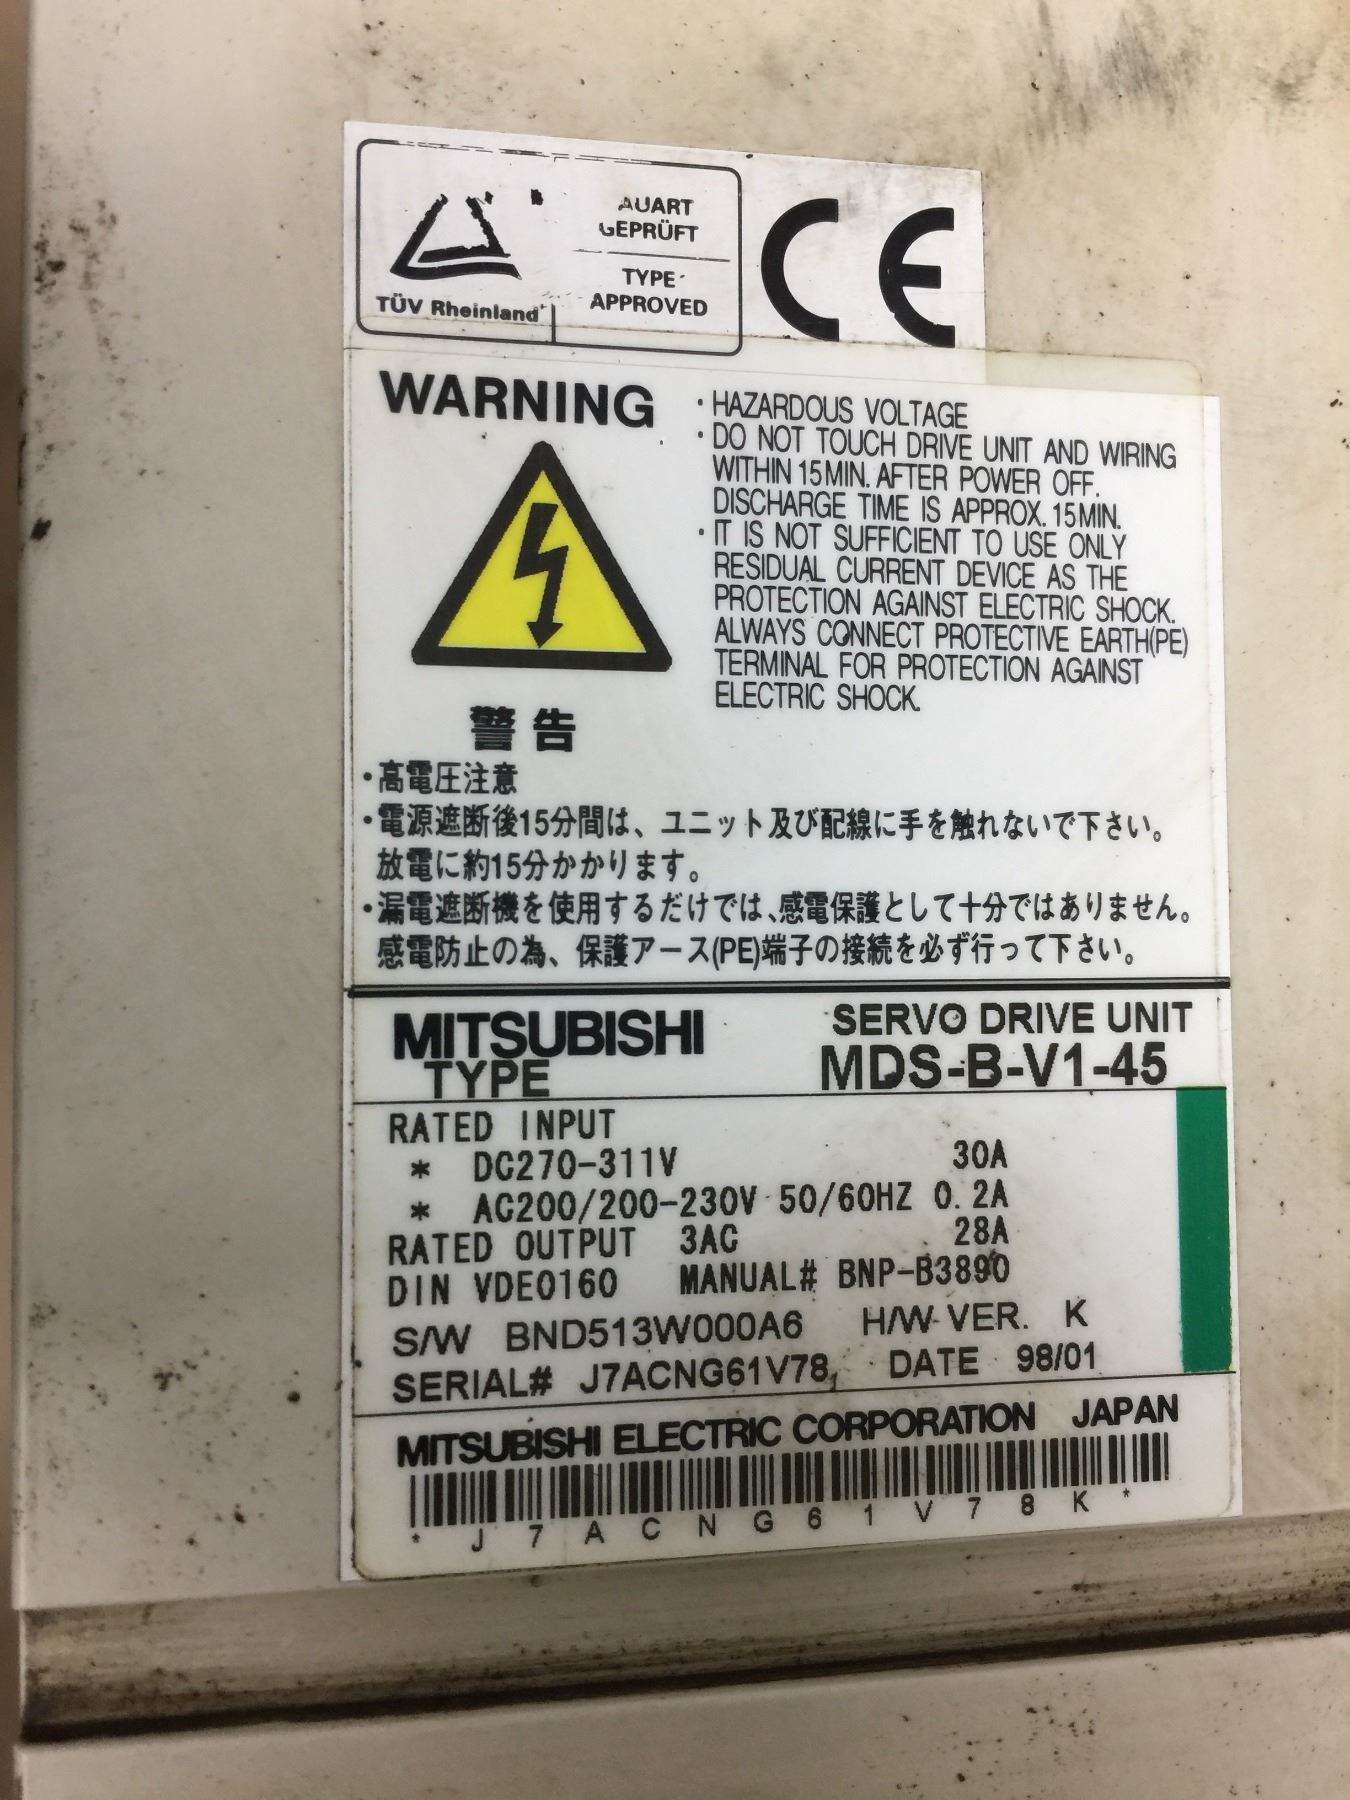 AUART
GEPRÜFT
TYPE
APPROVED
TÜV Rheinland
CE
WARNING
・HAZARDOUS VOLTAGE
・DO NOT TOUCH DRIVE UNIT AND WIRING
WITHIN 15MIN. AFTER POWER OFF.
DISCHARGE TIME IS APPROX. 15MIN.
・IT IS NOT SUFFICIENT TO USE ONLY
RESIDUAL CURRENT DEVICE AS THE
PROTECTION AGAINST ELECTRIC SHOCK.
ALWAYS CONNECT PROTECTIVE EARTH(PE)
TERMINAL FOR PROTECTION AGAINST
ELECTRIC SHOCK.
警告
・高電圧注意
・電源遮断後15分間は、ユニット及び配線に手を触れないで下さい。
放電に約15分かかります。
・漏電遮断機を使用するだけでは、感電保護として十分ではありません。
感電防止の為、保護アース(PE)端子の接続を必ず行って下さい。
MITSUBISHI SERVO DRIVE UNIT
TYPE MDS-B-V1-45
RATED INPUT
* DC270-311V 30A
* AC200/200-230V 50/60HZ 0.2A
RATED OUTPUT 3AC 28A
DIN VDE0160 MANUAL# BNP-B3890
S/W BND513W000A6 H/W VER. K
SERIAL# J7ACNG61V78, DATE 98/01
MITSUBISHI ELECTRIC CORPORATION JAPAN
* J 7 A C N G 6 1 V 7 8 K *